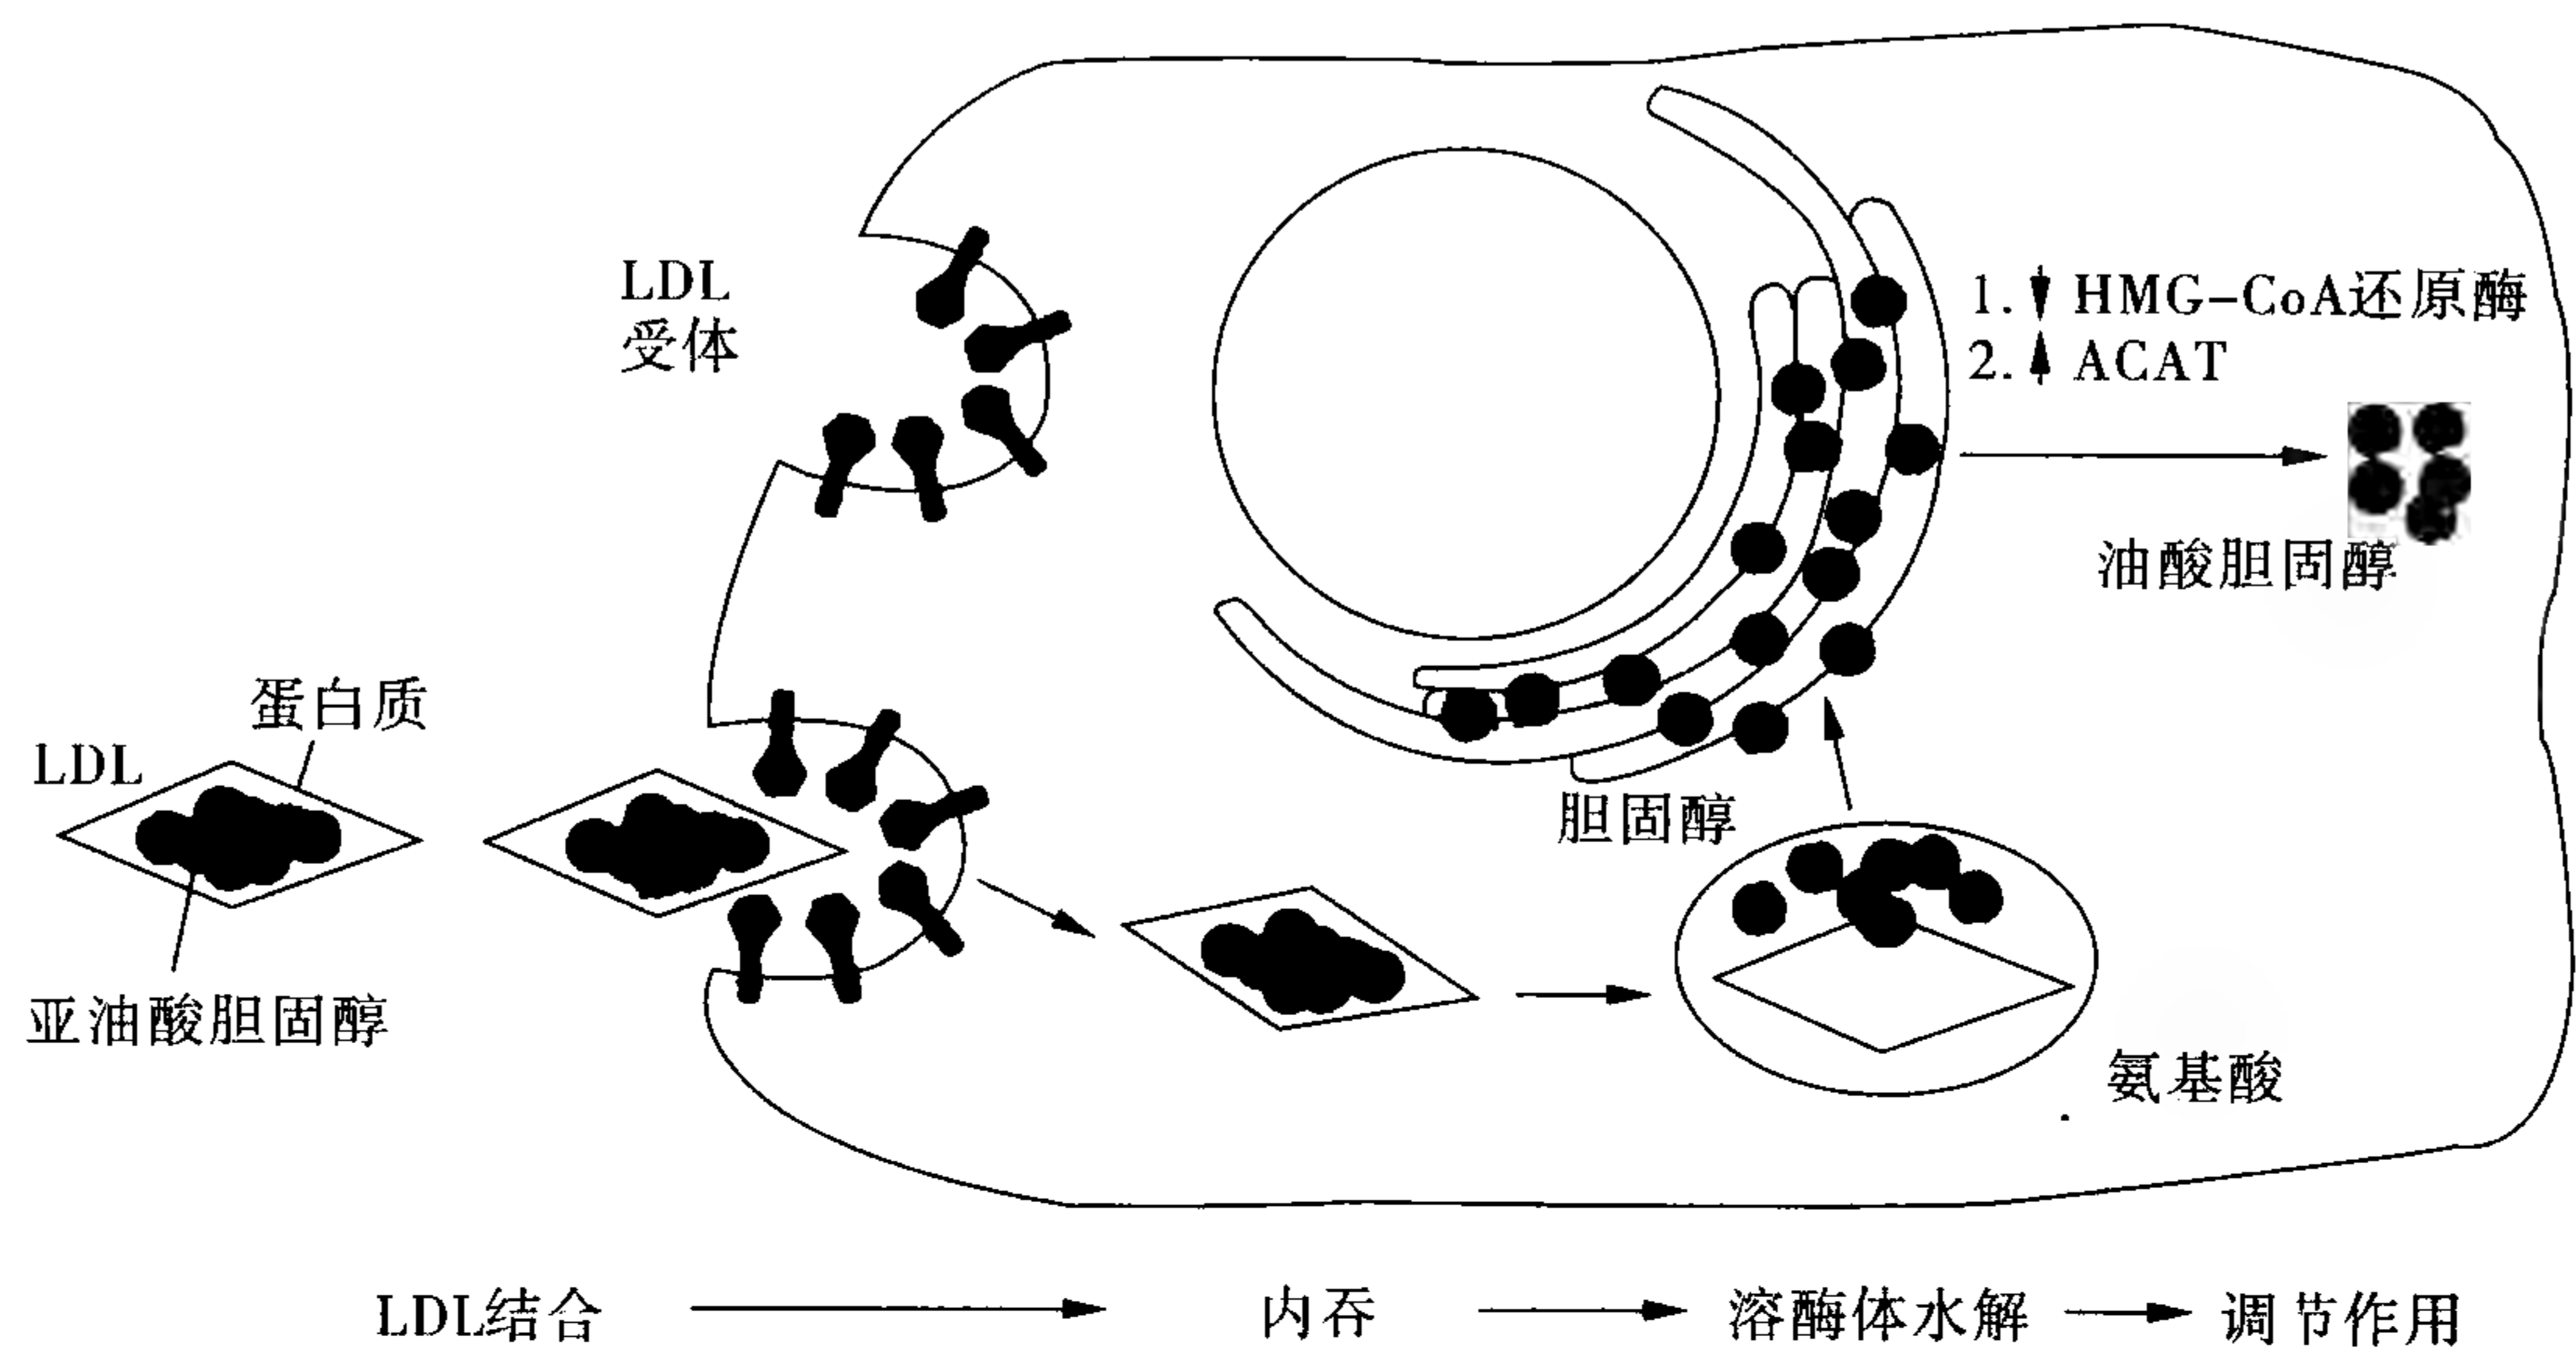 LDL
受体
1. ↓ HMG-CoA还原酶
2. ↑ ACAT
油酸胆固醇
蛋白质
LDL
胆固醇
亚油酸胆固醇
氨基酸
LDL结合 → 内吞 → 溶酶体水解 → 调节作用